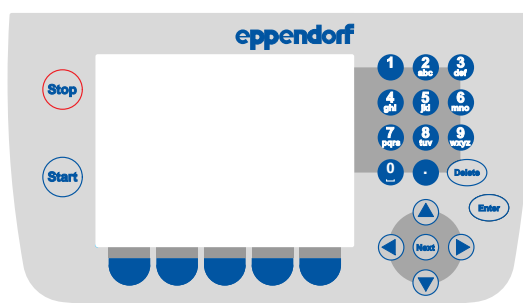 eppendorf
Stop
Start
1
2
abc
3
def
4
ghi
5
jkl
6
mno
7
pqrs
8
tuv
9
wxyz
0
.
Delete
Enter
Next